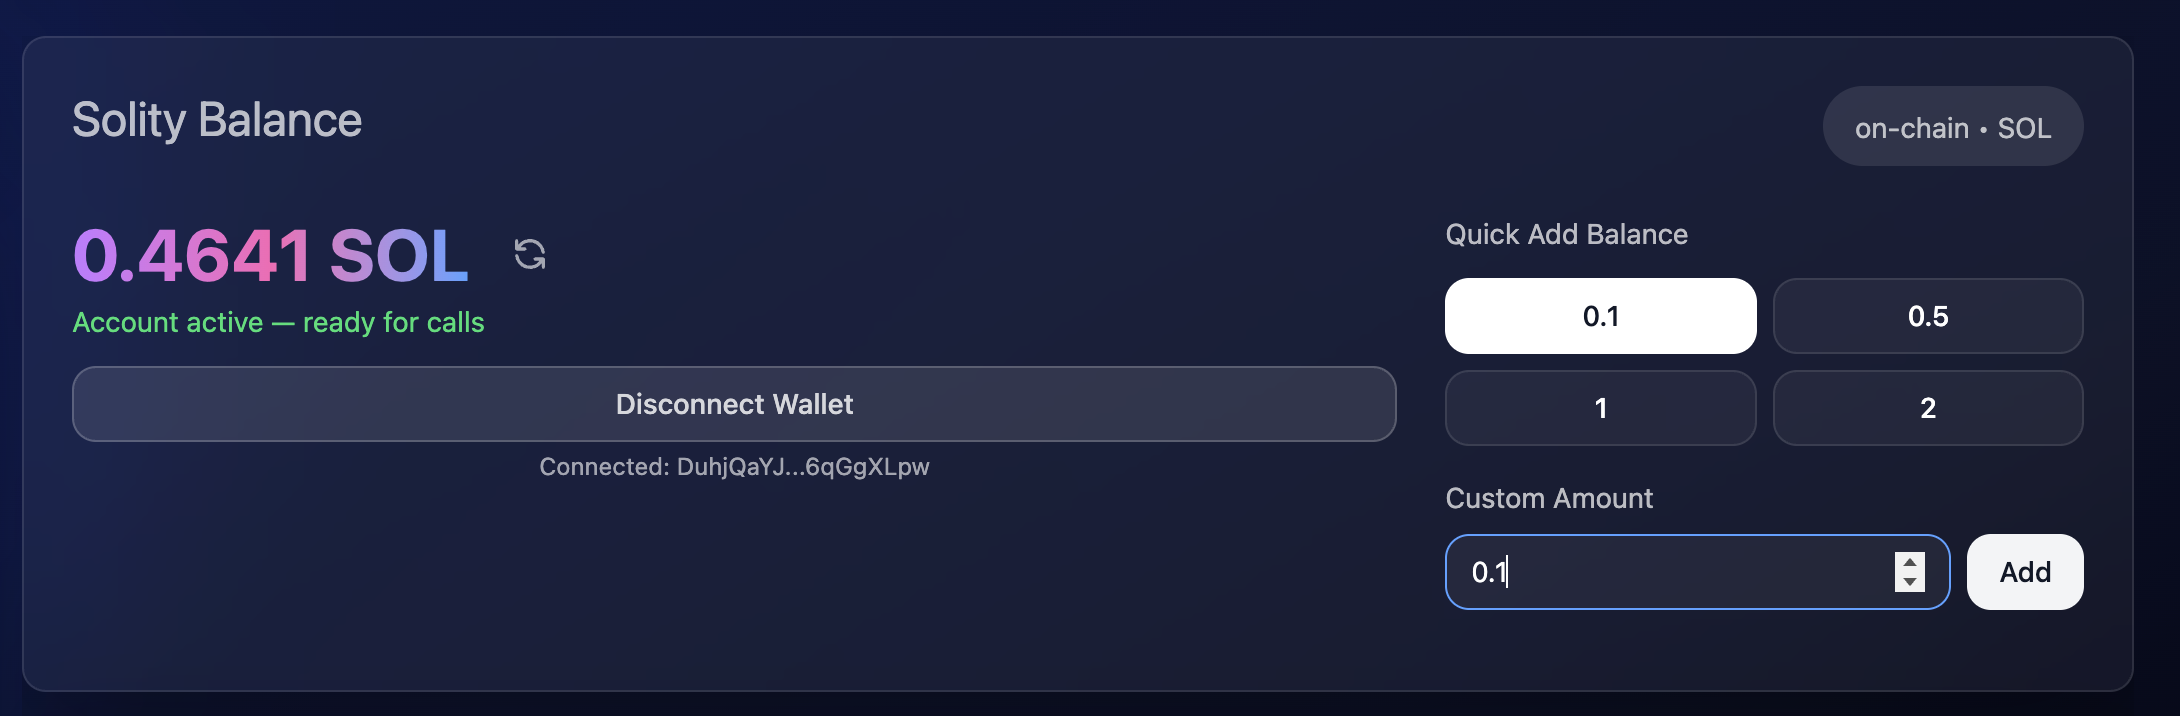 Solity Balance
on-chain • SOL
0.4641 SOL
Account active — ready for calls
Disconnect Wallet
Connected: DuhjQaYJ...6qGgXLpw
Quick Add Balance
0.1
0.5
1
2
Custom Amount
0.1
Add